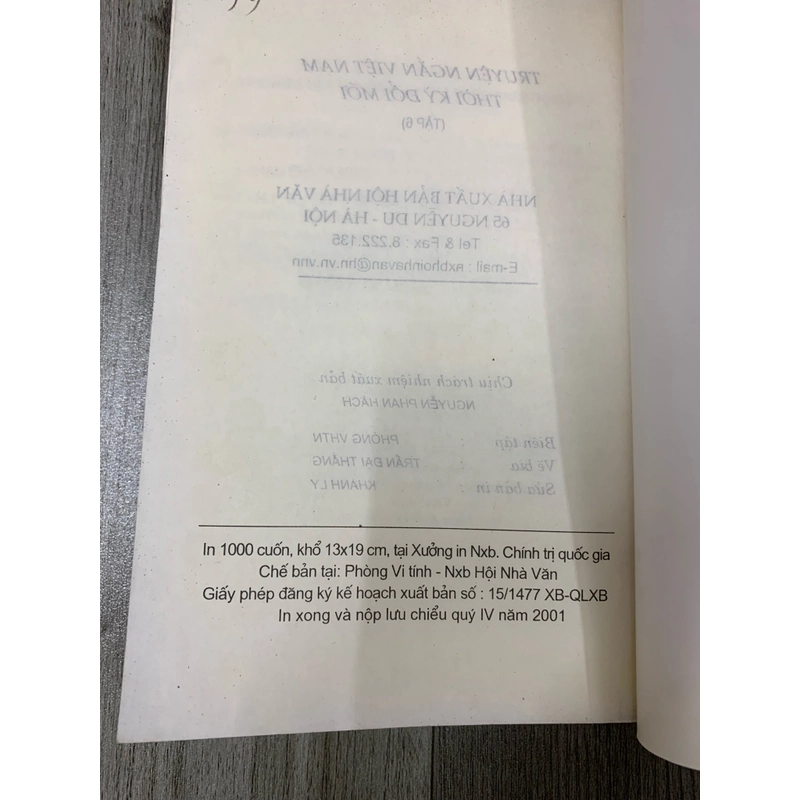 TRUYỆN NGẮN VIỆT NAM
THỜI KỲ ĐỔI MỚI
(TẬP 6)
NHÀ XUẤT BẢN HỘI NHÀ VĂN
65 NGUYỄN DU - HÀ NỘI
Tel & Fax : 8.222.135
E-mail : nxbhoinhavan@hn.vn.vnn
Chịu trách nhiệm xuất bản
NGUYỄN PHAN HÁCH
Biên tập : PHÒNG VHTN
Vẽ bìa : TRẦN ĐẠI THẮNG
Sửa bản in : KHÁNH LY
In 1000 cuốn, khổ 13x19 cm, tại Xưởng in Nxb. Chính trị quốc gia
Chế bản tại: Phòng Vi tính - Nxb Hội Nhà Văn
Giấy phép đăng ký kế hoạch xuất bản số : 15/1477 XB-QLXB
In xong và nộp lưu chiểu quý IV năm 2001